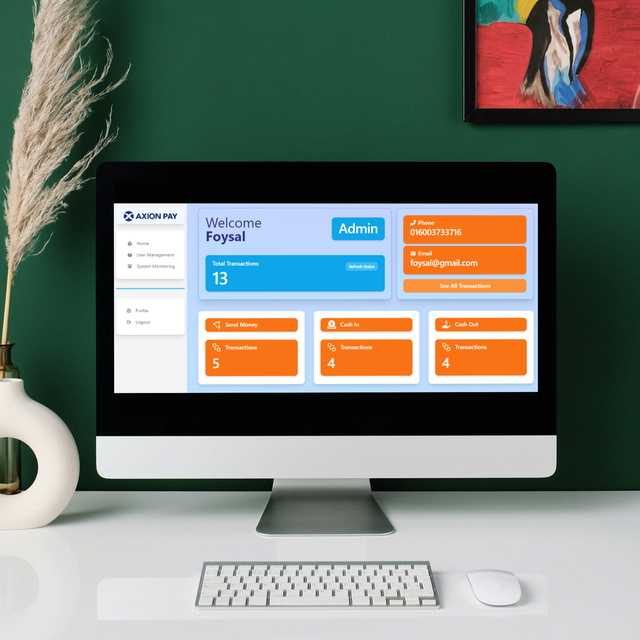 AXION PAY
Home
User Management
System Monitoring
Profile
Logout
Welcome
Foysal
Admin
Total Transactions
13
Refresh Status
Phone
016003733716
Email
foysal@gmail.com
See All Transactions
Send Money
Transactions
5
Cash In
Transactions
4
Cash Out
Transactions
4